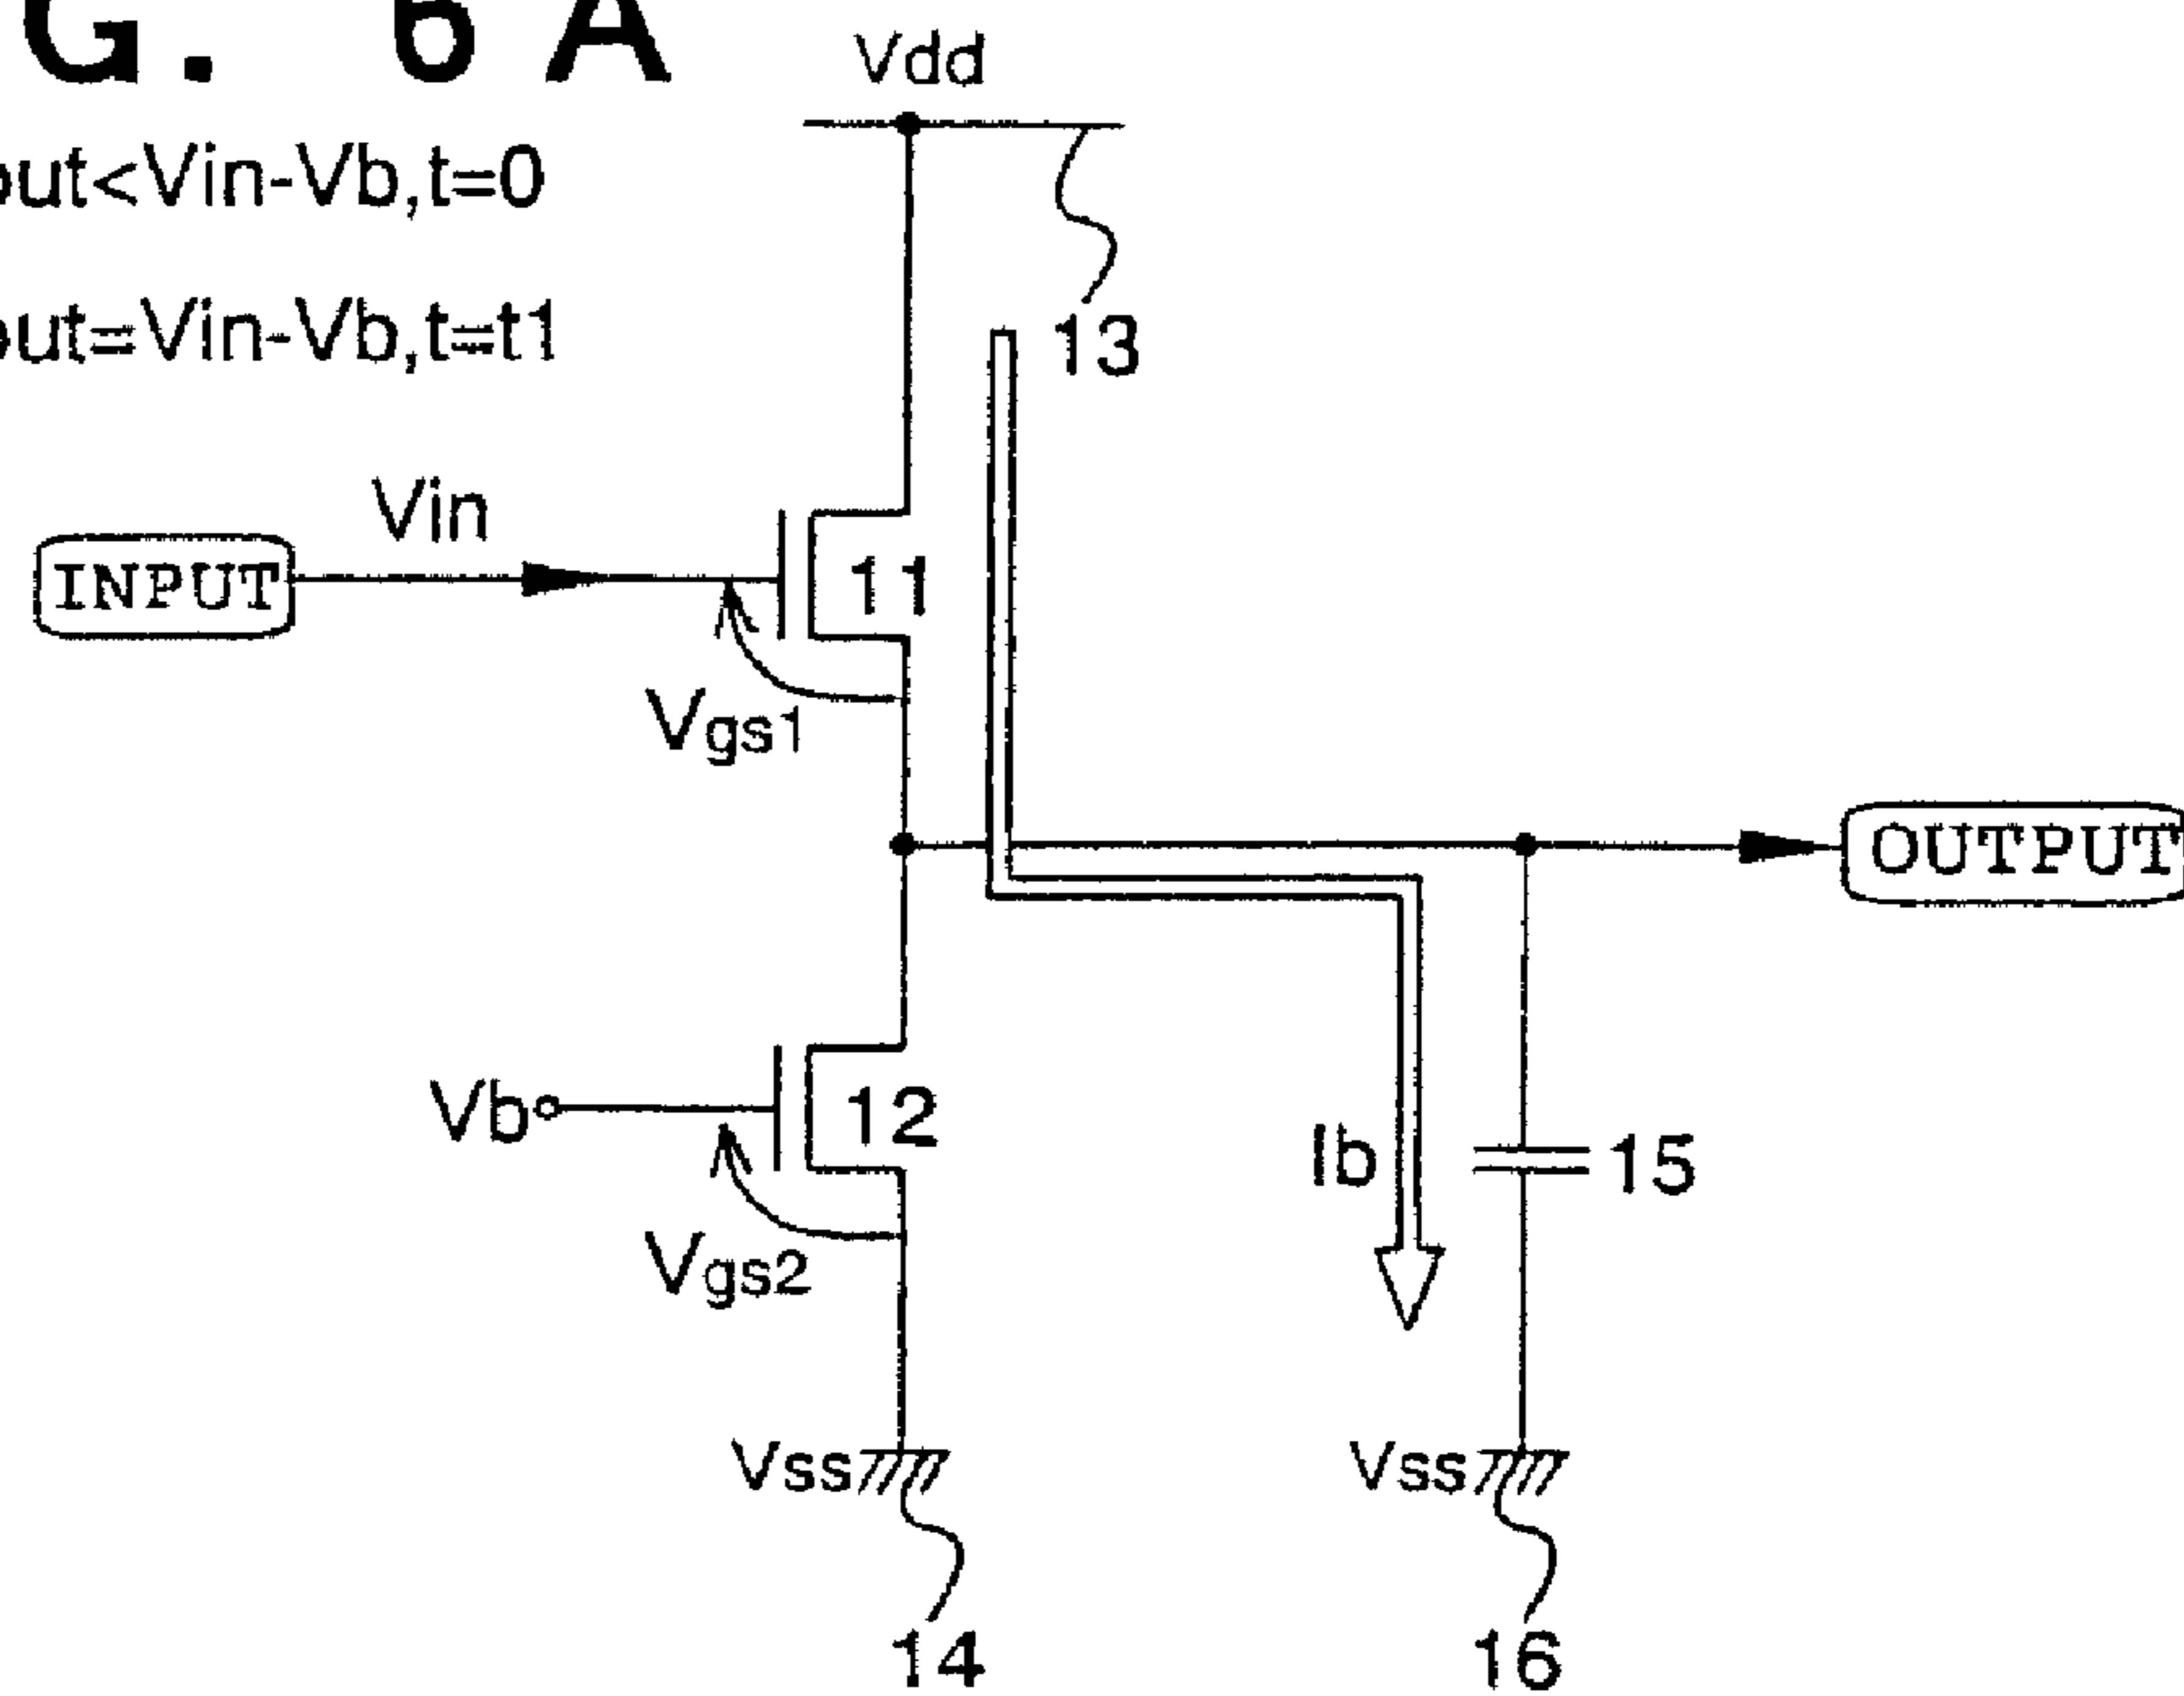 G. 6A
Vdd
out<Vin-Vb,t=0
out=Vin-Vb,t=t1
13
Vin
INPUT
11
Vgs1
OUTPUT
Vb
12
Ib
15
Vgs2
Vss
Vss
14
16